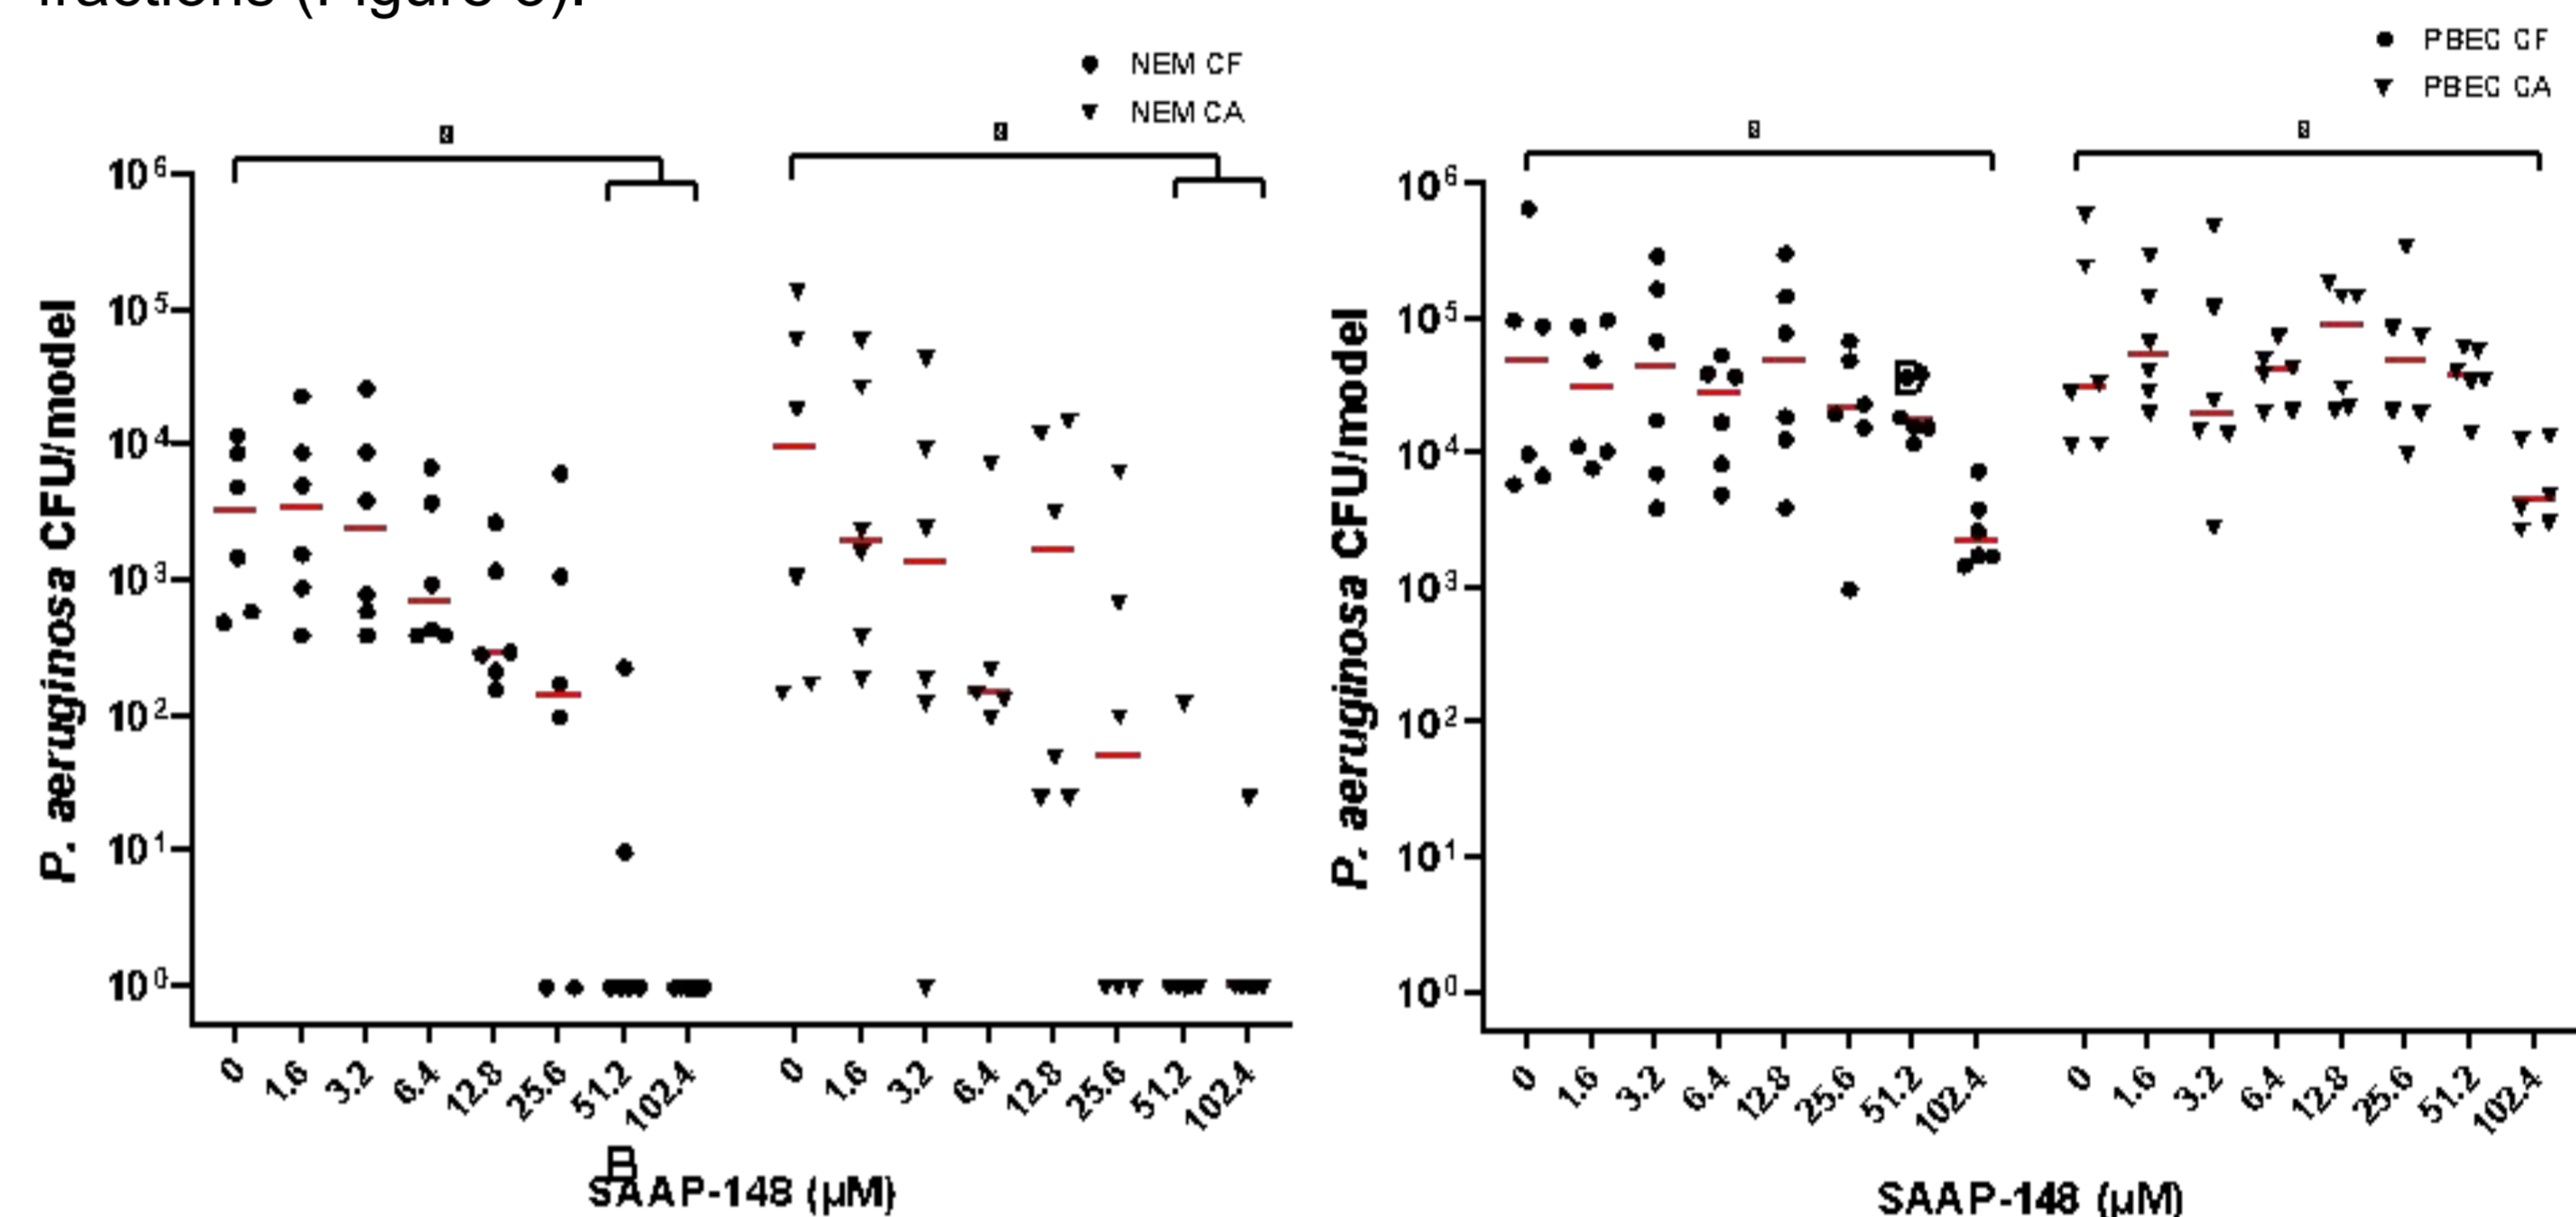 NEM CF
NEM CA
10⁶
10⁵
10⁴
10³
10²
10¹
10⁰
P. aeruginosa CFU/model
0 1.6 3.2 6.4 12.8 25.6 51.2 102.4 0 1.6 3.2 6.4 12.8 25.6 51.2 102.4
B
SAAP-148 (µM)
PBEC CF
PBEC CA
10⁶
10⁵
10⁴
10³
10²
10¹
10⁰
P. aeruginosa CFU/model
0 1.6 3.2 6.4 12.8 25.6 51.2 102.4 0 1.6 3.2 6.4 12.8 25.6 51.2 102.4
SAAP-148 (µM)